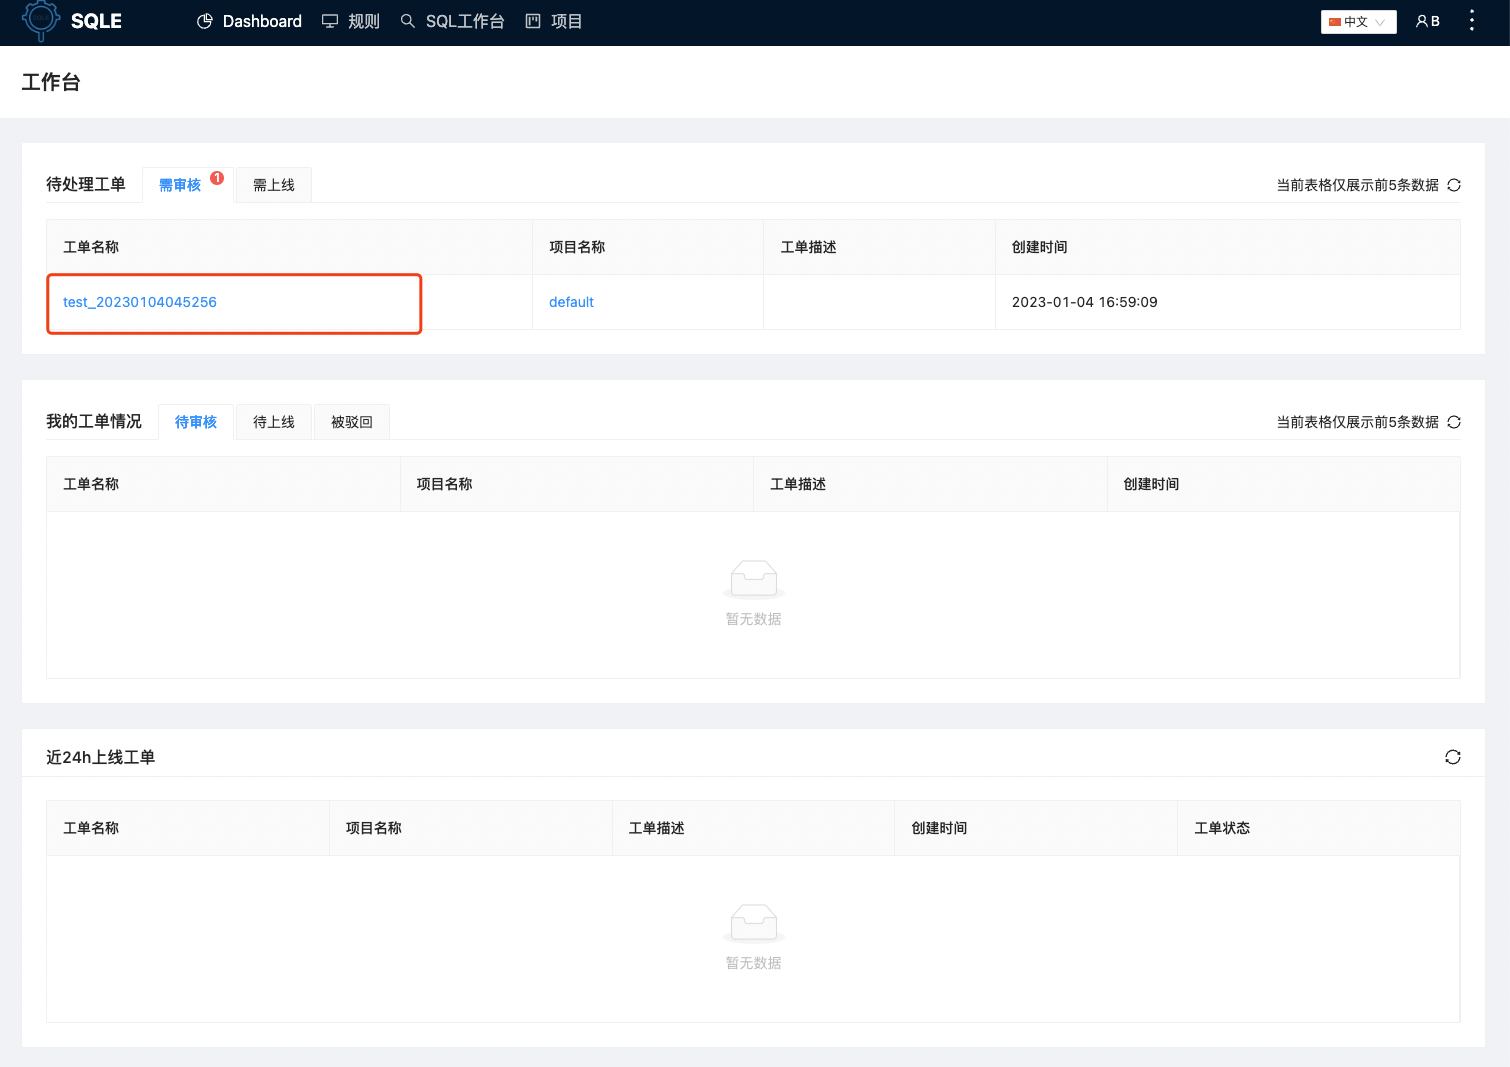 SQLE Dashboard 规则 SQL工作台 项目 中文 B
工作台
待处理工单 需审核 1 需上线 当前表格仅展示前5条数据
工单名称 项目名称 工单描述 创建时间
test_20230104045256 default 2023-01-04 16:59:09
我的工单情况 待审核 待上线 被驳回 当前表格仅展示前5条数据
工单名称 项目名称 工单描述 创建时间
暂无数据
近24h上线工单
工单名称 项目名称 工单描述 创建时间 工单状态
暂无数据